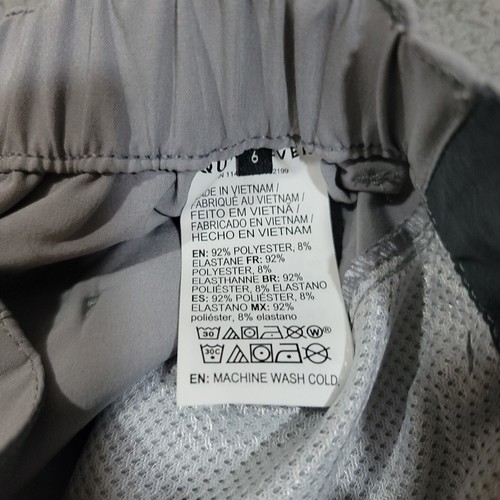 6
MADE IN VIETNAM /
FABRIQUÉ AU VIETNAM /
FEITO EM VIETNÃ /
FABRICADO EN VIETNAM /
HECHO EN VIETNAM
EN: 92% POLYESTER, 8%
ELASTANE FR: 92%
POLYESTER, 8%
ELASTHANNE BR: 92%
POLIÉSTER, 8% ELASTANO
ES: 92% POLIÉSTER, 8%
ELASTANO MX: 92%
poliéster, 8% elastano
30 W
30C
EN: MACHINE WASH COLD,